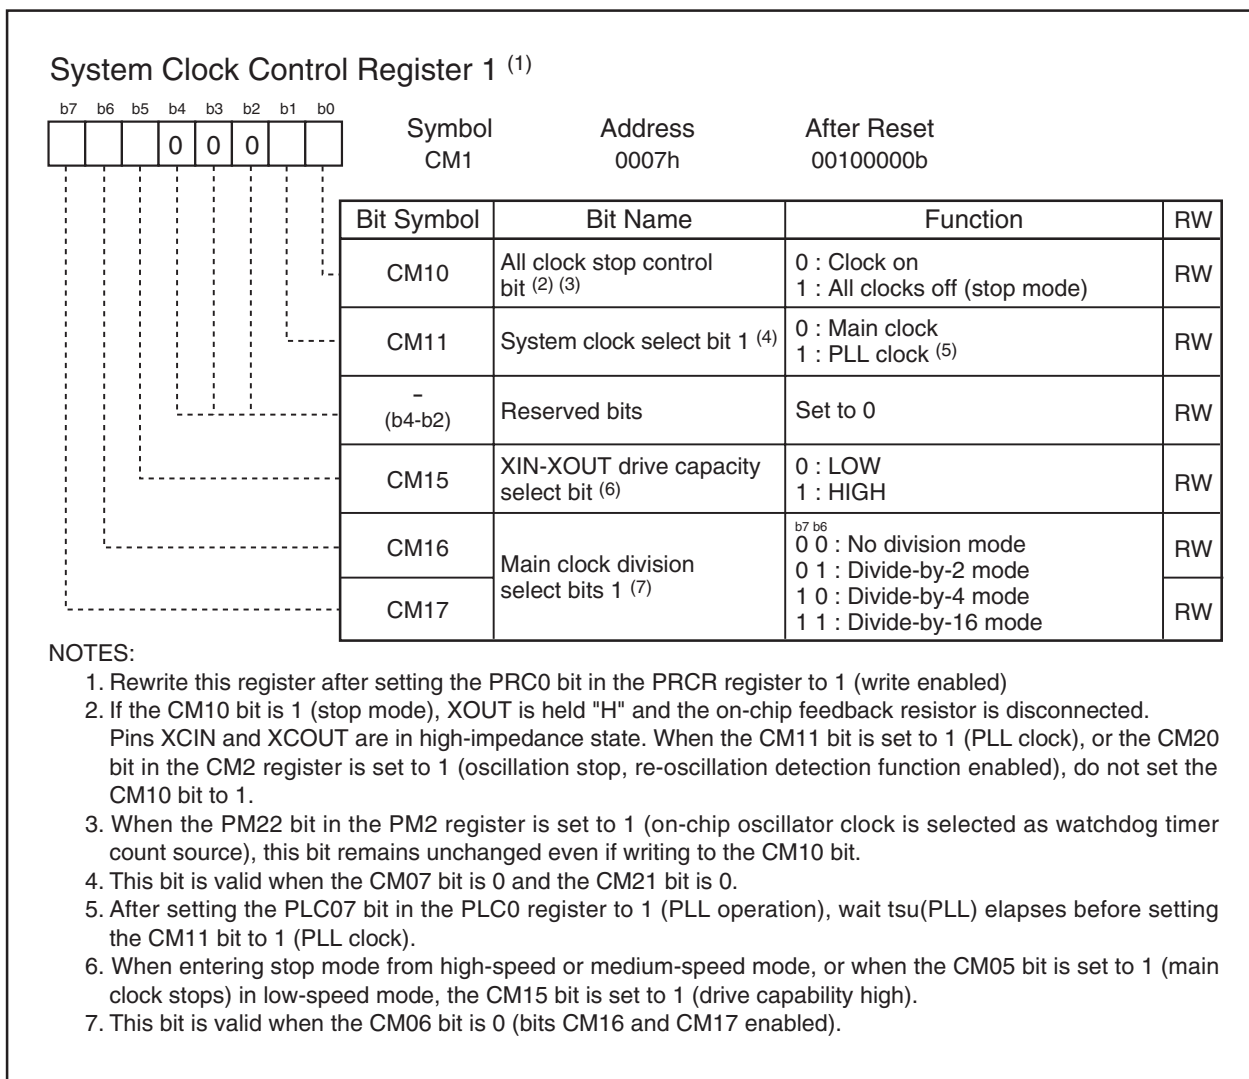 System Clock Control Register 1 (1)
b7 b6 b5 b4 b3 b2 b1 b0
0 0 0
Symbol Address After Reset
CM1 0007h 00100000b
Bit Symbol Bit Name Function RW
CM10 All clock stop control bit (2) (3) 0 : Clock on RW
1 : All clocks off (stop mode)
CM11 System clock select bit 1 (4) 0 : Main clock RW
1 : PLL clock (5)
- (b4-b2) Reserved bits Set to 0 RW
CM15 XIN-XOUT drive capacity select bit (6) 0 : LOW RW
1 : HIGH
b7 b6
CM16 Main clock division select bits 1 (7) 0 0 : No division mode RW
0 1 : Divide-by-2 mode
CM17 1 0 : Divide-by-4 mode RW
1 1 : Divide-by-16 mode
NOTES:
1. Rewrite this register after setting the PRC0 bit in the PRCR register to 1 (write enabled)
2. If the CM10 bit is 1 (stop mode), XOUT is held "H" and the on-chip feedback resistor is disconnected.
Pins XCIN and XCOUT are in high-impedance state. When the CM11 bit is set to 1 (PLL clock), or the CM20
bit in the CM2 register is set to 1 (oscillation stop, re-oscillation detection function enabled), do not set the
CM10 bit to 1.
3. When the PM22 bit in the PM2 register is set to 1 (on-chip oscillator clock is selected as watchdog timer
count source), this bit remains unchanged even if writing to the CM10 bit.
4. This bit is valid when the CM07 bit is 0 and the CM21 bit is 0.
5. After setting the PLC07 bit in the PLC0 register to 1 (PLL operation), wait tsu(PLL) elapses before setting
the CM11 bit to 1 (PLL clock).
6. When entering stop mode from high-speed or medium-speed mode, or when the CM05 bit is set to 1 (main
clock stops) in low-speed mode, the CM15 bit is set to 1 (drive capability high).
7. This bit is valid when the CM06 bit is 0 (bits CM16 and CM17 enabled).